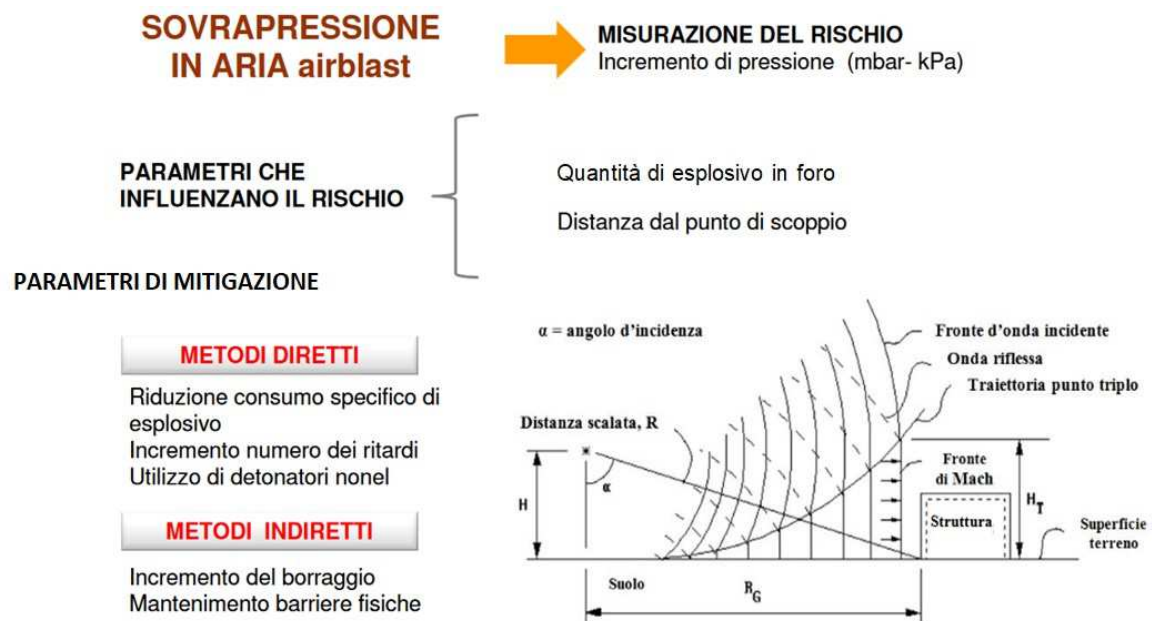 SOVRAPRESSIONE
IN ARIA airblast
MISURAZIONE DEL RISCHIO
Incremento di pressione (mbar- kPa)
PARAMETRI CHE
INFLUENZANO IL RISCHIO
Quantità di esplosivo in foro
Distanza dal punto di scoppio
PARAMETRI DI MITIGAZIONE
METODI DIRETTI
Riduzione consumo specifico di
esplosivo
Incremento numero dei ritardi
Utilizzo di detonatori nonel
METODI INDIRETTI
Incremento del borraggio
Mantenimento barriere fisiche
α = angolo d'incidenza
Fronte d'onda incidente
Onda riflessa
Traiettoria punto triplo
Distanza scalata, R
α
H
Fronte
di Mach
H_T
Struttura
Superficie
terreno
Suolo
R_G